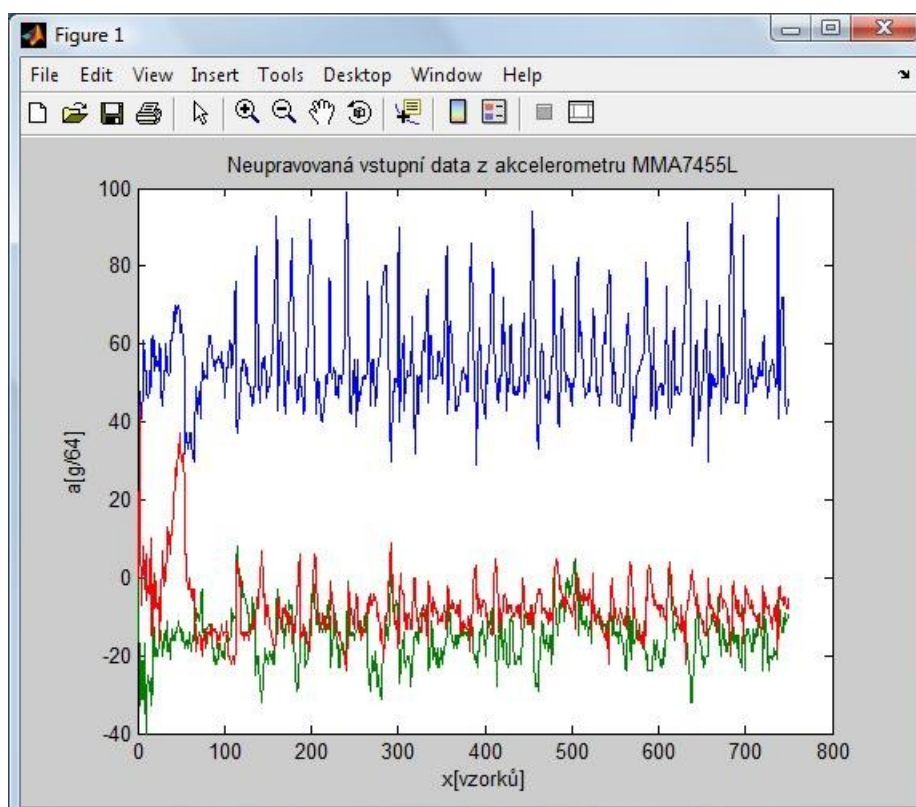 Figure 1
File Edit View Insert Tools Desktop Window Help
Neupravovaná vstupní data z akcelerometru MMA7455L
100
80
60
40
20
0
-20
-40
a[g/64]
0 100 200 300 400 500 600 700 800
x[vzorků]